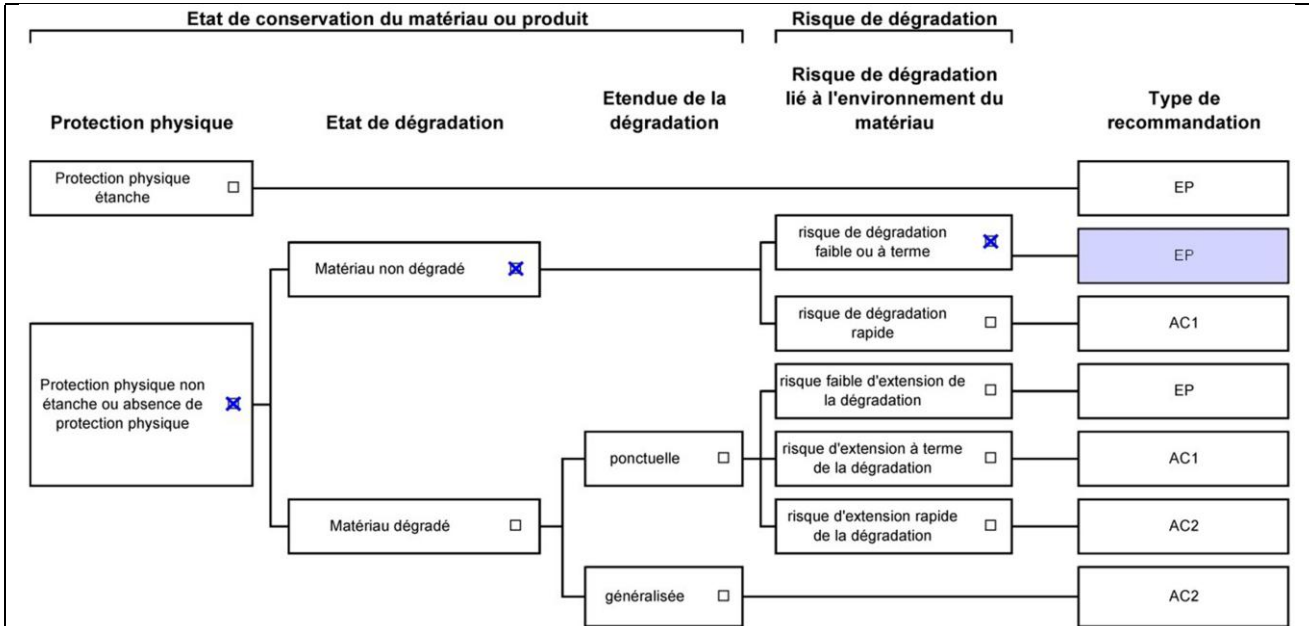 Etat de conservation du matériau ou produit
Risque de dégradation
Protection physique
Etat de dégradation
Etendue de la
dégradation
Risque de dégradation
lié à l'environnement du
matériau
Type de
recommandation
Protection physique
étanche
EP
Protection physique non
étanche ou absence de
protection physique
Matériau non dégradé
risque de dégradation
faible ou à terme
EP
risque de dégradation
rapide
AC1
Matériau dégradé
ponctuelle
risque faible d'extension de
la dégradation
EP
risque d'extension à terme
de la dégradation
AC1
risque d'extension rapide
de la dégradation
AC2
généralisée
AC2